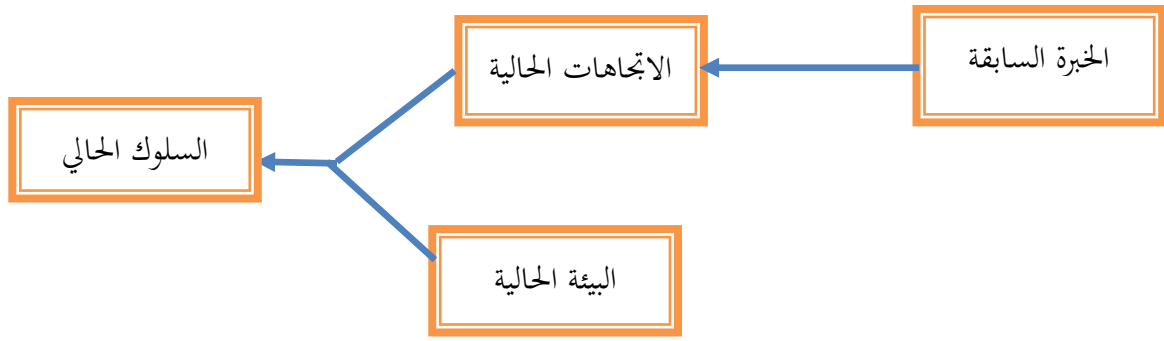 الخبرة السابقة
الاتجاهات الحالية
السلوك الحالي
البيئة الحالية